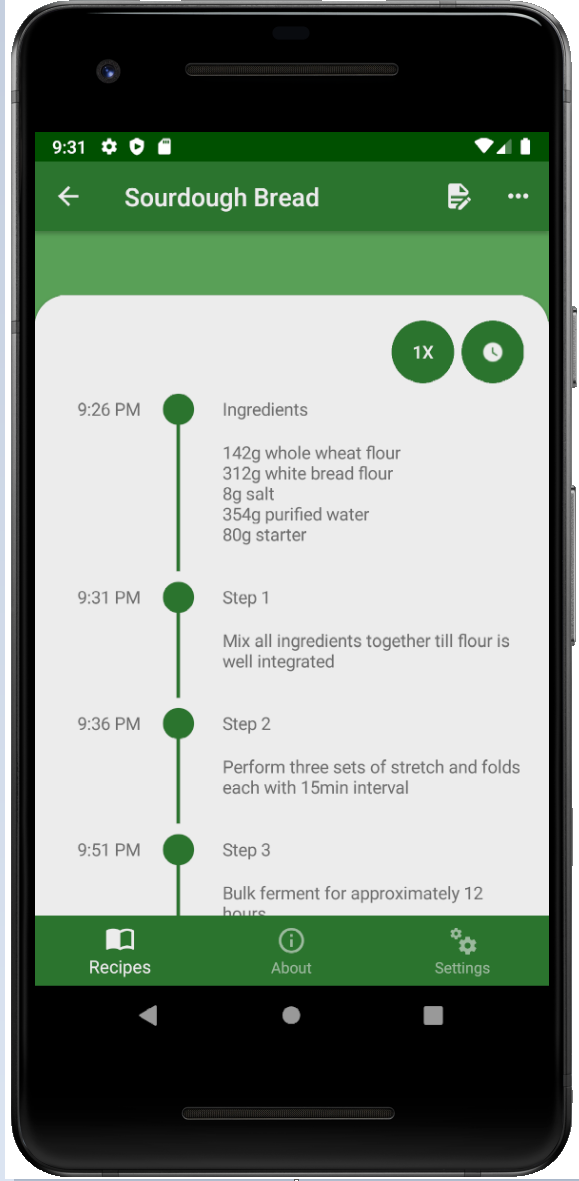 9:31
Sourdough Bread
1X
9:26 PM
Ingredients
142g whole wheat flour
312g white bread flour
8g salt
354g purified water
80g starter
9:31 PM
Step 1
Mix all ingredients together till flour is
well integrated
9:36 PM
Step 2
Perform three sets of stretch and folds
each with 15min interval
9:51 PM
Step 3
Bulk ferment for approximately 12
hours
Recipes
About
Settings